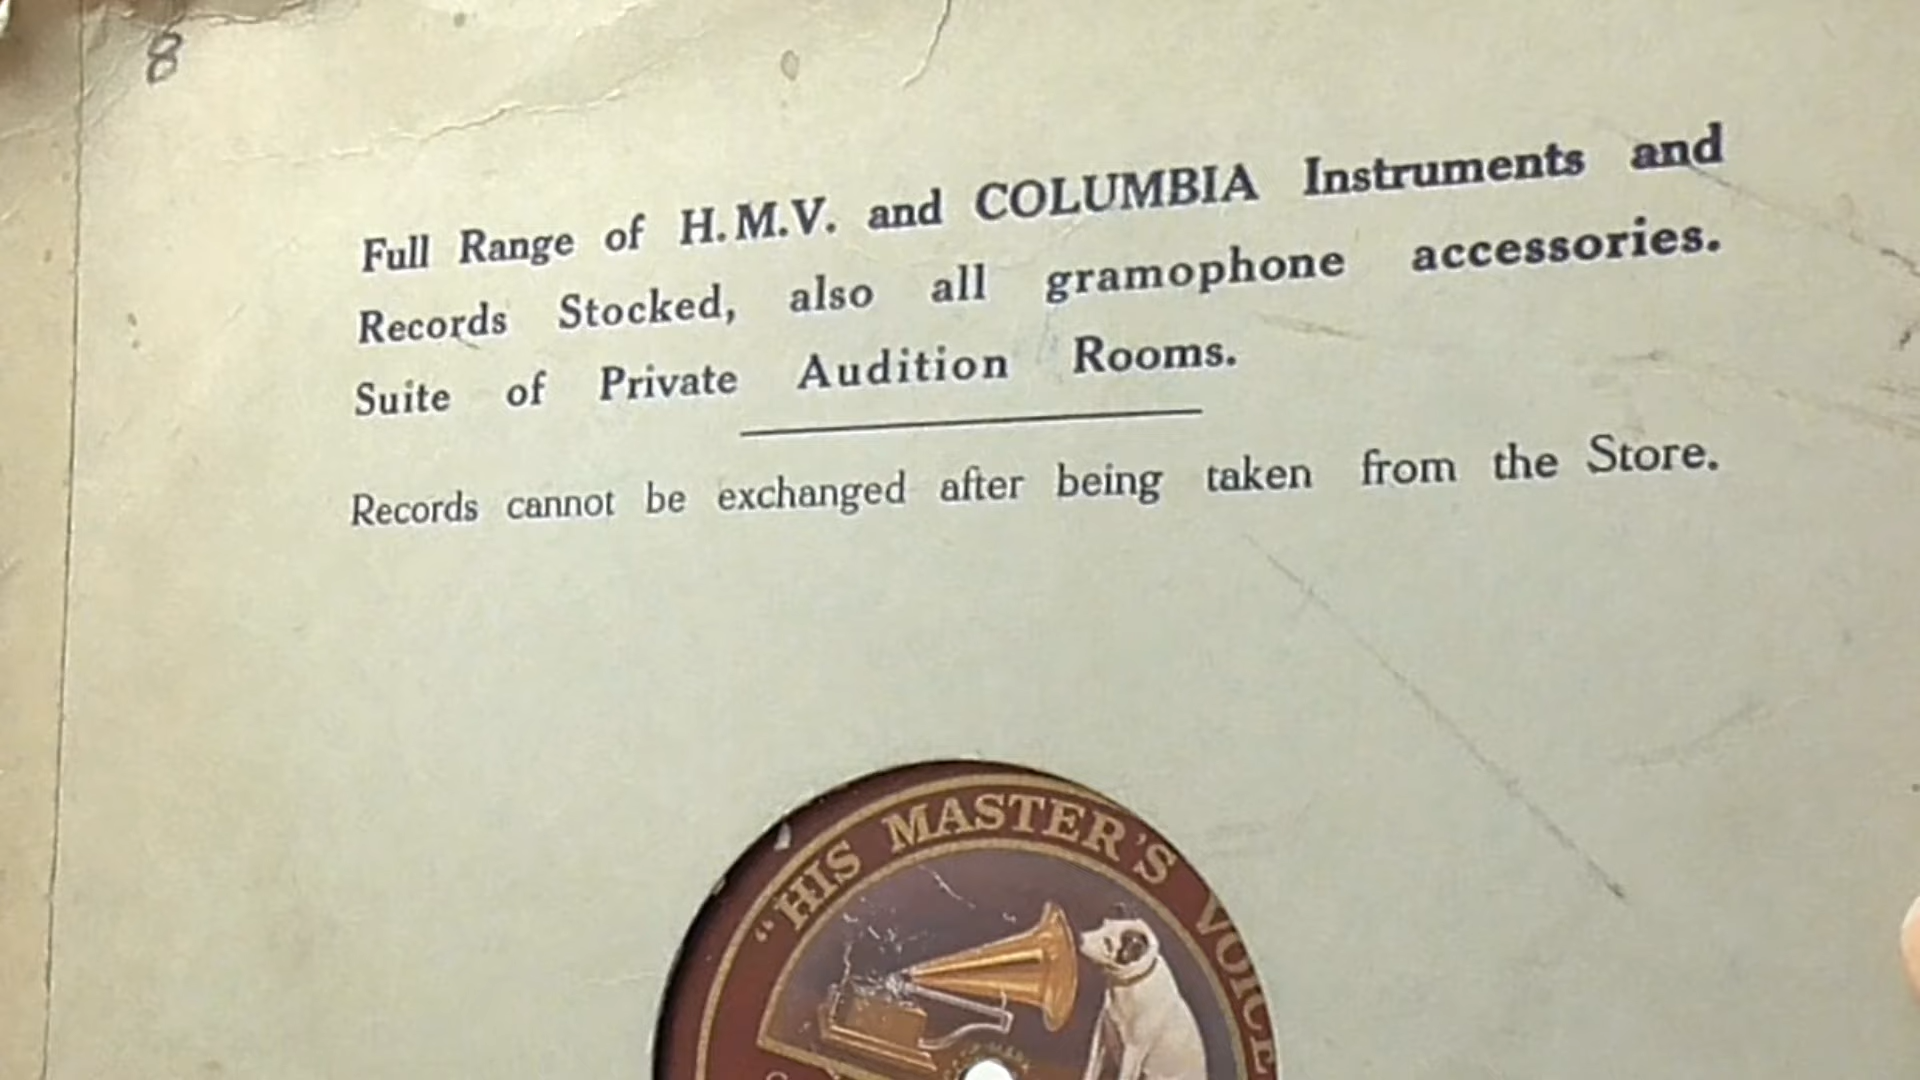 8
Full Range of H.M.V. and COLUMBIA Instruments and
Records Stocked, also all gramophone accessories.
Suite of Private Audition Rooms.
Records cannot be exchanged after being taken from the Store.
"HIS MASTER'S VOICE